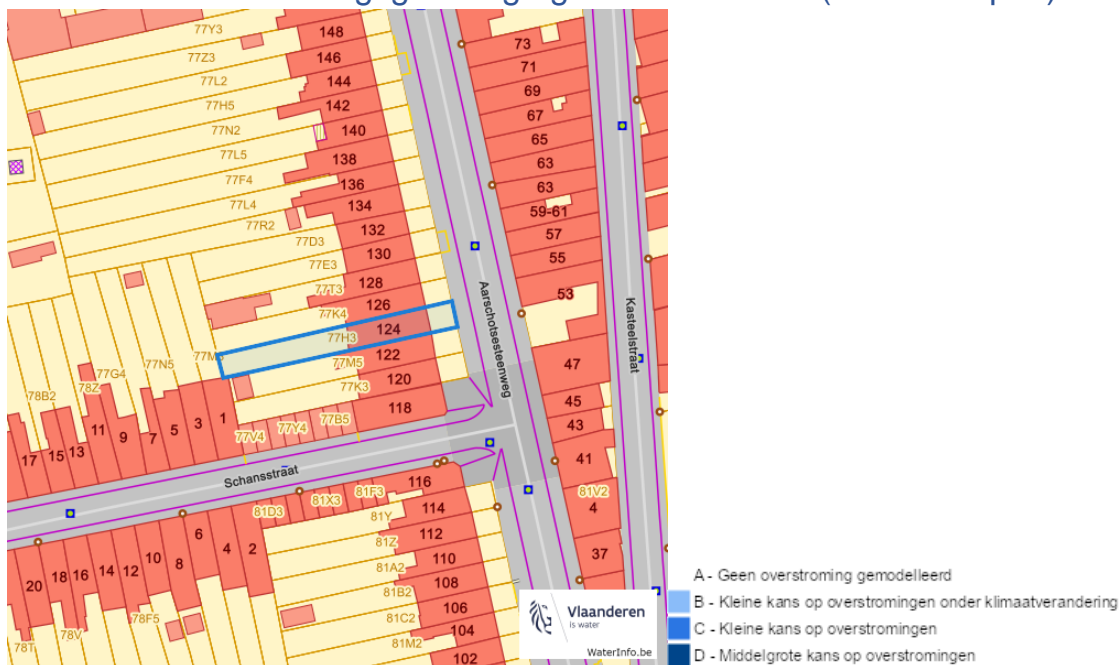 77Y3
148
73
77Z3
146
71
77L2
144
69
77H5
142
67
77N2
140
65
77L5
138
63
77F4
136
63
77L4
134
59-61
77R2
132
57
77D3
130
55
77E3
128
53
77T3
126
77K4
124
77H3
122
77M5
120
77K3
118
77B5
77Y4
77V4
77M
77N5
77G4
78Z
78B2
Aarschotsesteenweg
Kasteelstraat
47
45
43
41
81V2
4
37
17
15
13
11
9
7
5
3
1
Schansstraat
116
81F3
81X3
81D3
114
81Y
112
81Z
110
81A2
108
81B2
106
81C2
104
81M2
102
20
18
16
14
12
10
8
6
4
2
78T
78V
78F5
Vlaanderen
is water
WaterInfo.be
A - Geen overstroming gemodelleerd
B - Kleine kans op overstromingen onder klimaatverandering
C - Kleine kans op overstromingen
D - Middelgrote kans op overstromingen